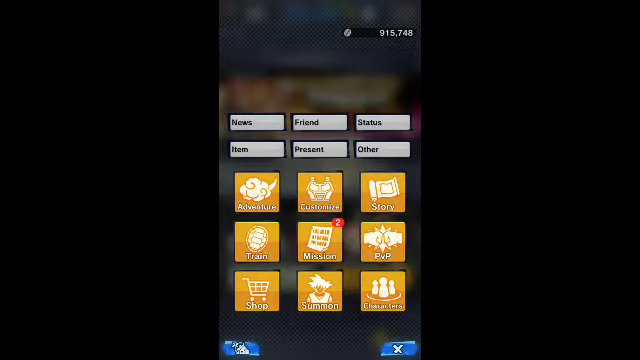 915,748
News Friend Status
Item Present Other
Adventure Customize Story
2
Train Mission PvP
Shop Summon Characters